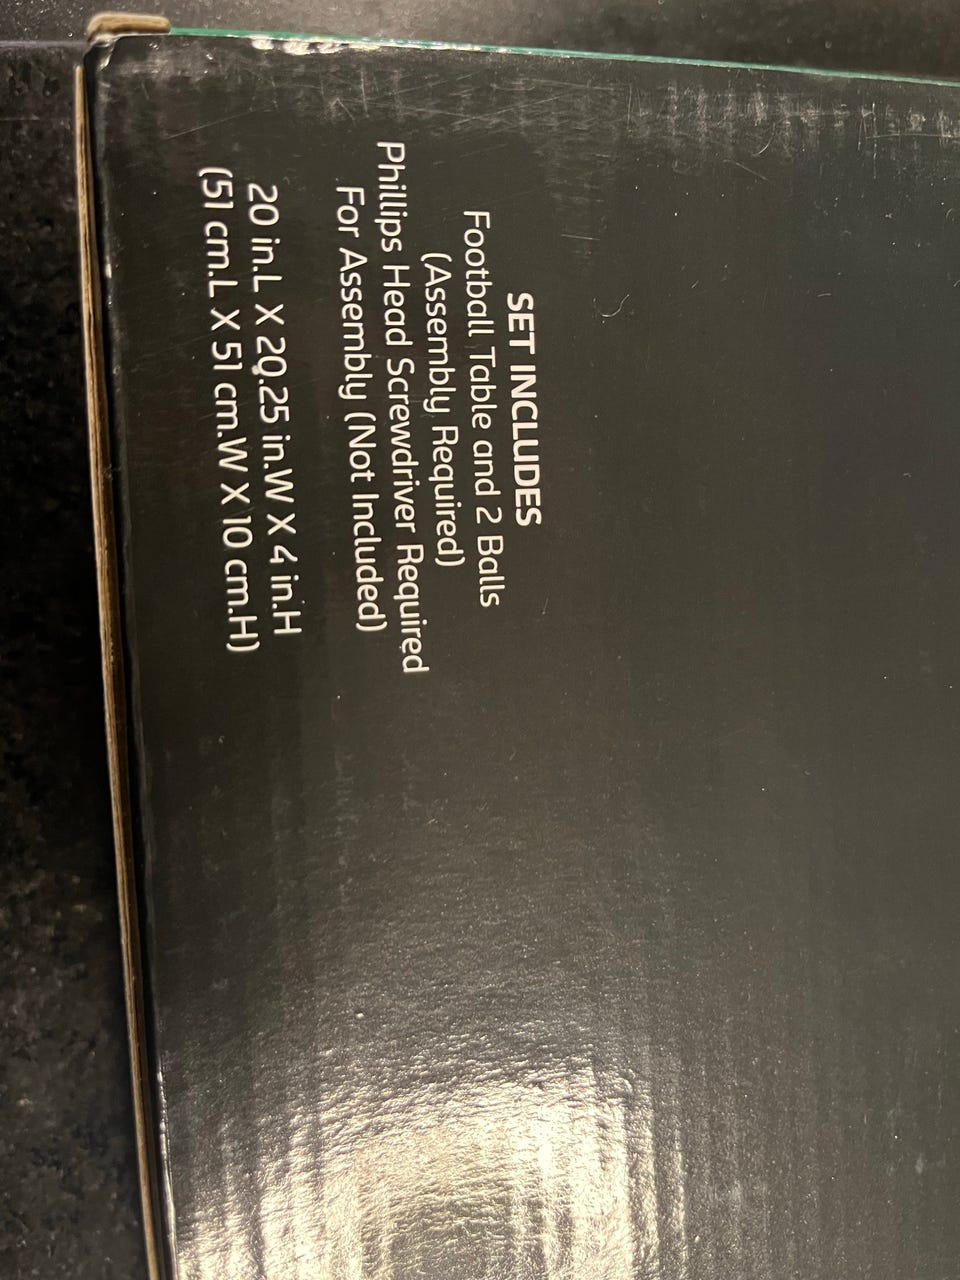 SET INCLUDES
Football Table and 2 Balls
(Assembly Required)
Phillips Head Screwdriver Required
For Assembly (Not Included)
20 in.L X 20.25 in.W X 4 in.H
(51 cm.L X 51 cm.W X 10 cm.H)